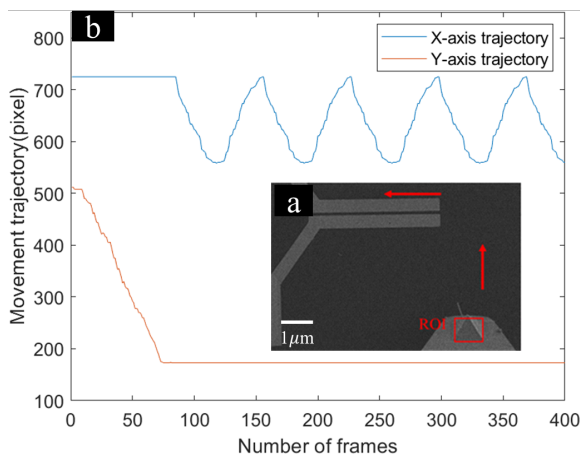 b
X-axis trajectory
Y-axis trajectory
800
700
600
500
400
300
200
100
Movement trajectory(pixel)
a
ROI
1μm
0
50
100
150
200
250
300
350
400
Number of frames